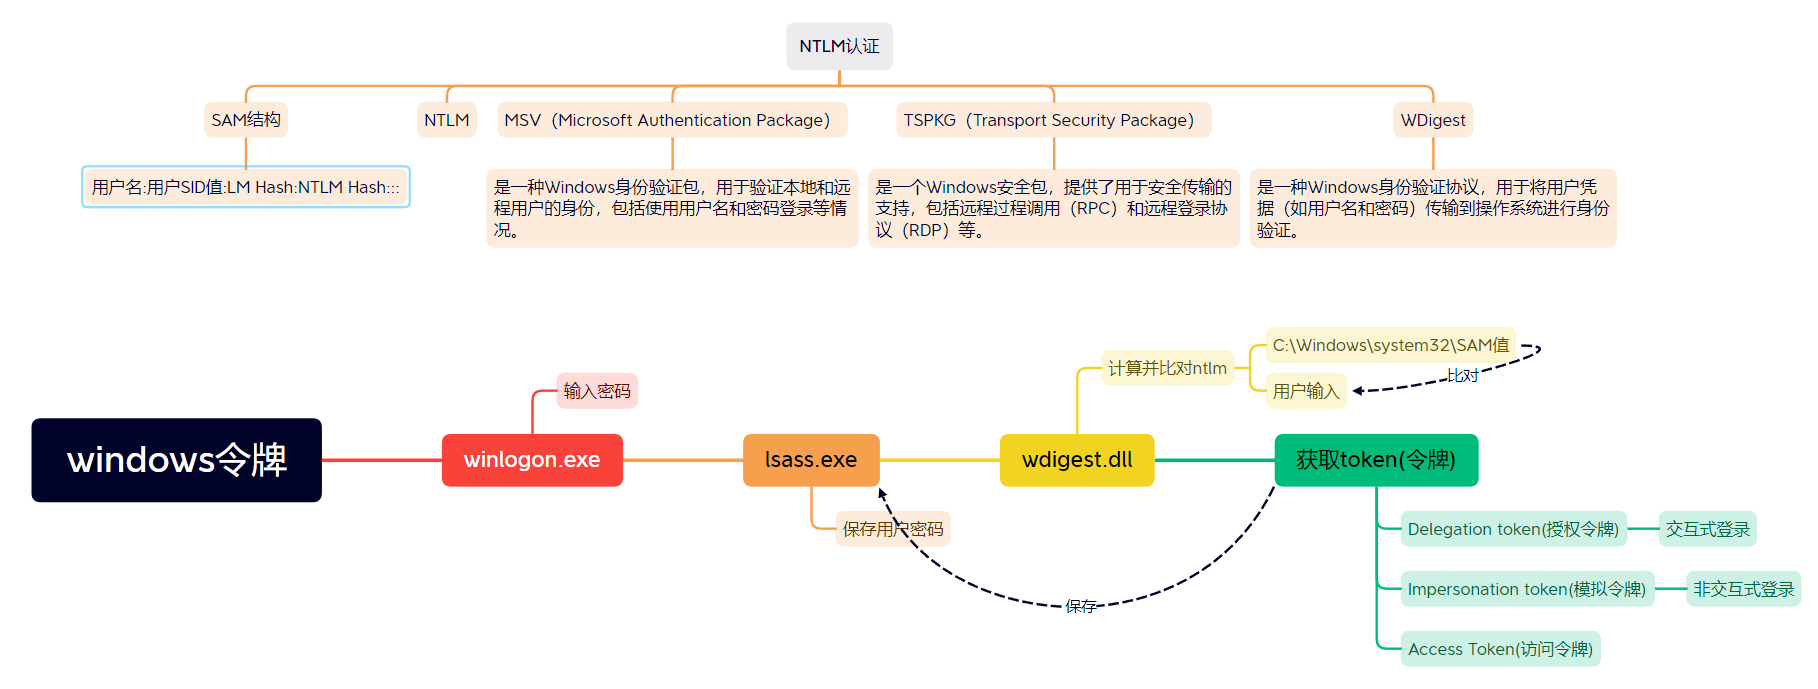 NTLM认证
SAM结构
NTLM
MSV（Microsoft Authentication Package）
TSPKG（Transport Security Package）
WDigest
用户名:用户SID值:LM Hash:NTLM Hash:::
是一种Windows身份验证包，用于验证本地和远
程用户的身份，包括使用用户名和密码登录等情
况。
是一个Windows安全包，提供了用于安全传输的
支持，包括远程过程调用（RPC）和远程登录协
议（RDP）等。
是一种Windows身份验证协议，用于将用户凭
据（如用户名和密码）传输到操作系统进行身份
验证。
C:\Windows\system32\SAM值
计算并比对ntlm
比对
输入密码
用户输入
windows令牌
winlogon.exe
lsass.exe
wdigest.dll
获取token(令牌)
保存用户密码
Delegation token(授权令牌)
交互式登录
Impersonation token(模拟令牌)
非交互式登录
保存
Access Token(访问令牌)